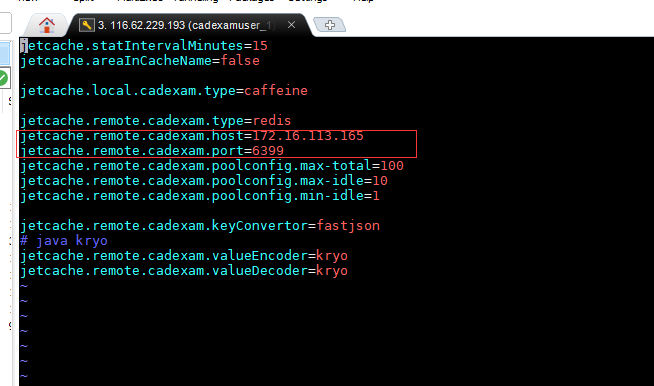 3. 116.62.229.193 (cadexamuser_1)
jetcache.statIntervalMinutes=15
jetcache.areaInCacheName=false
jetcache.local.cadexam.type=caffeine
jetcache.remote.cadexam.type=redis
jetcache.remote.cadexam.host=172.16.113.165
jetcache.remote.cadexam.port=6399
jetcache.remote.cadexam.poolconfig.max-total=100
jetcache.remote.cadexam.poolconfig.max-idle=10
jetcache.remote.cadexam.poolconfig.min-idle=1
jetcache.remote.cadexam.keyConvertor=fastjson
# java kryo
jetcache.remote.cadexam.valueEncoder=kryo
jetcache.remote.cadexam.valueDecoder=kryo
~
~
~
~
~
~
~